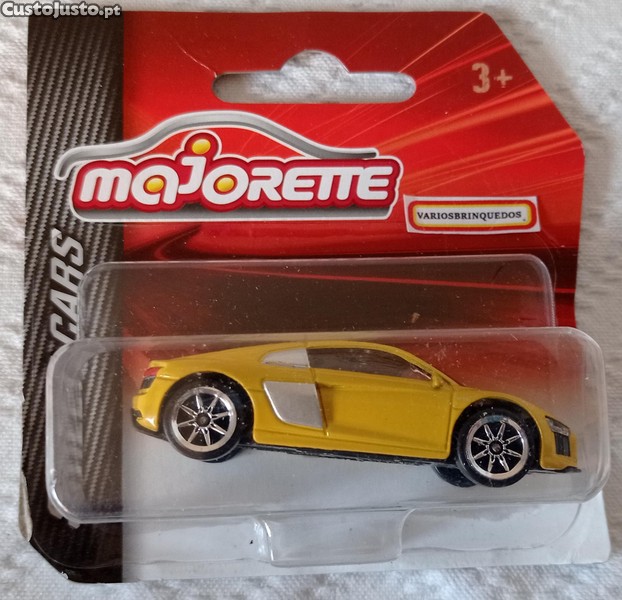 CustoJusto.pt
3+
MAJORETTE
VARIOSBRINQUEDOS
CARS